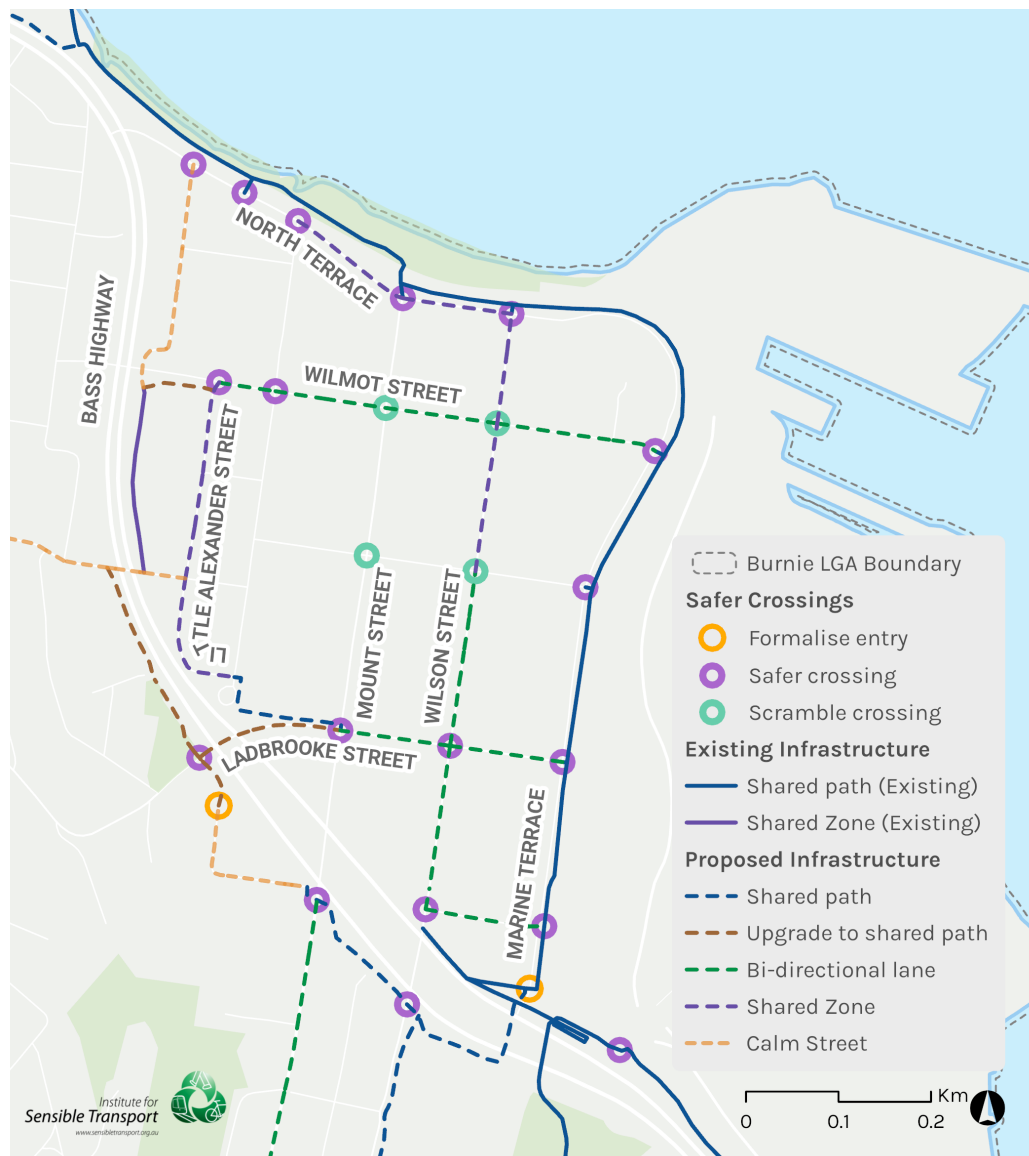 NORTH TERRACE
BASS HIGHWAY
WILMOT STREET
TLE ALEXANDER STREET
MOUNT STREET
WILSON STREET
LADBROOKE STREET
MARINE TERRACE
Burnie LGA Boundary
Safer Crossings
Formalise entry
Safer crossing
Scramble crossing
Existing Infrastructure
Shared path (Existing)
Shared Zone (Existing)
Proposed Infrastructure
Shared path
Upgrade to shared path
Bi-directional lane
Shared Zone
Calm Street
Institute for
Sensible Transport
www.sensibletransport.org.au
Km
0 0.1 0.2